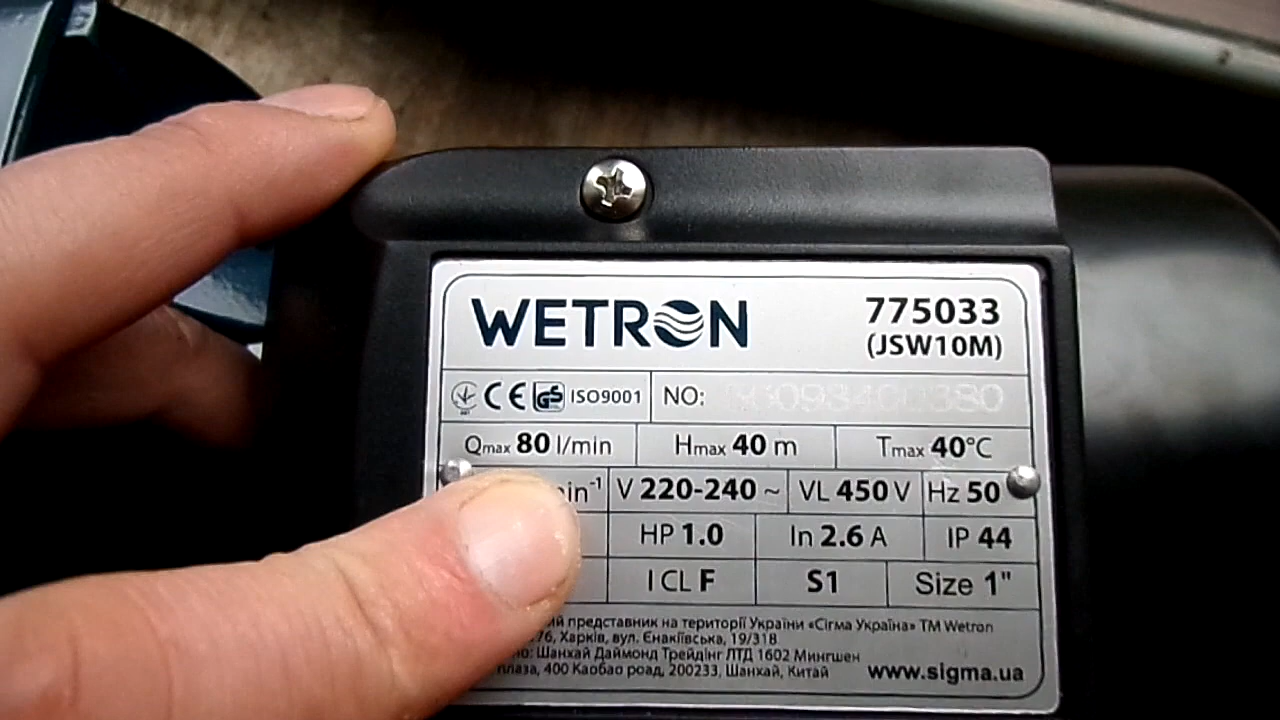 WETRON
775033
(JSW10M)
CE GS ISO9001
NO:
Qmax 80 l/min
Hmax 40 m
Tmax 40°C
V 220-240 ~
VL 450 V
Hz 50
HP 1.0
In 2.6 A
IP 44
I CL F
S1
Size 1"
представник на території України «Сігма Україна» ТМ Wetron
Харків, вул. Єнакіївська, 19/318
Шанхай Даймонд Трейдінг ЛТД 1602 Мингшен
плаза, 400 Каобао роад, 200233, Шанхай, Китай
www.sigma.ua